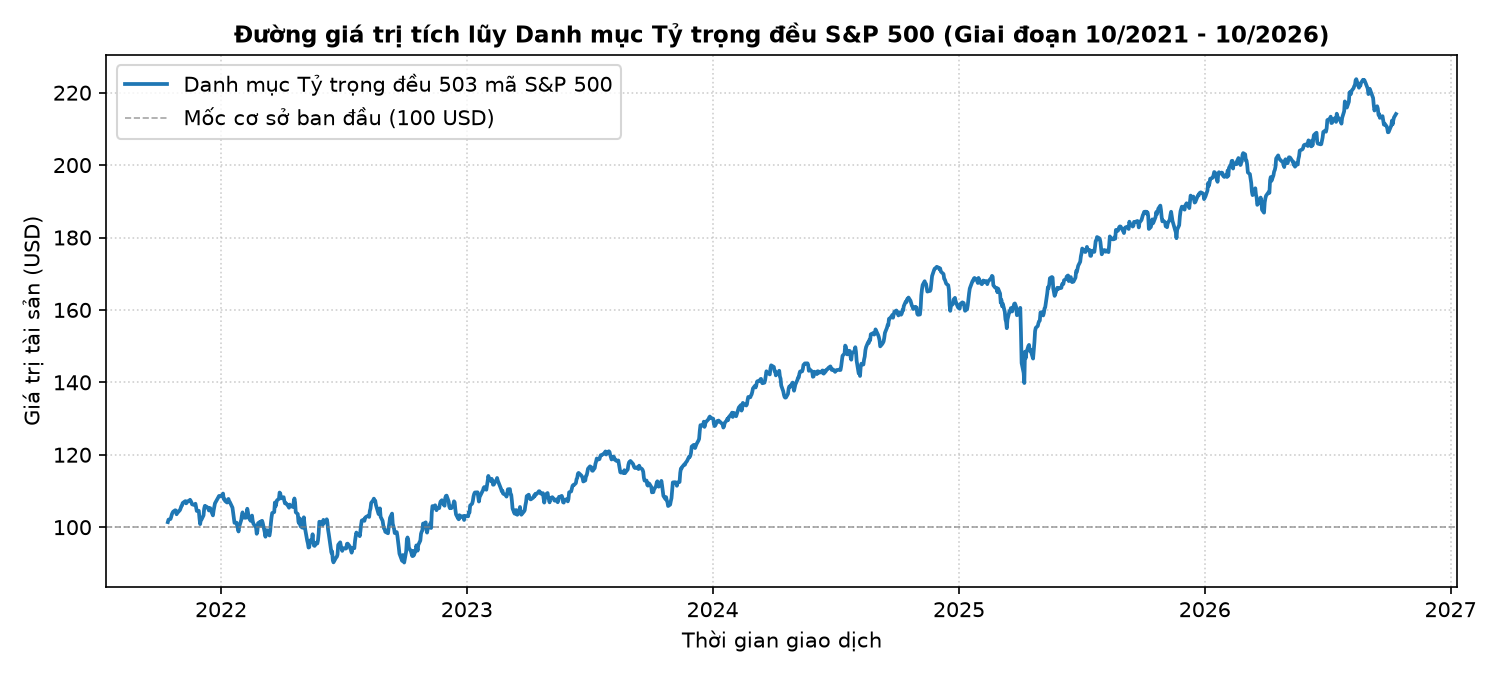 Đường giá trị tích lũy Danh mục Tỷ trọng đều S&P 500 (Giai đoạn 10/2021 - 10/2026)
Danh mục Tỷ trọng đều 503 mã S&P 500
Mốc cơ sở ban đầu (100 USD)
Giá trị tài sản (USD)
220
200
180
160
140
120
100
2022 2023 2024 2025 2026 2027
Thời gian giao dịch